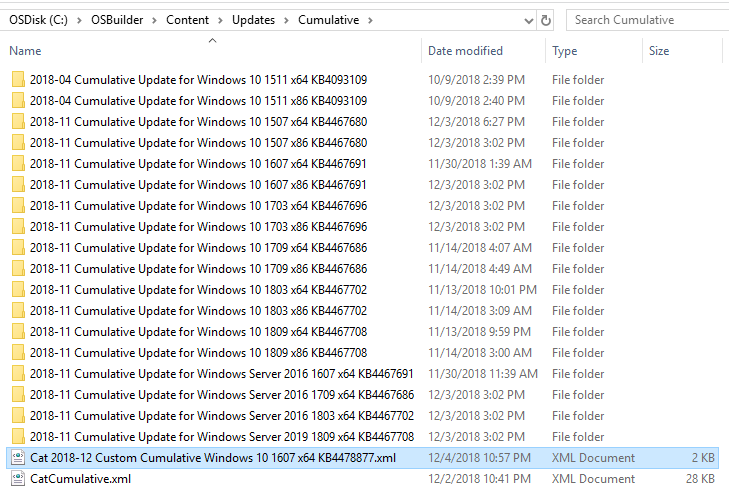 OSDisk (C:) > OSBuilder > Content > Updates > Cumulative >
Search Cumulative
Name Date modified Type Size
2018-04 Cumulative Update for Windows 10 1511 x64 KB4093109 10/9/2018 2:39 PM File folder
2018-04 Cumulative Update for Windows 10 1511 x86 KB4093109 10/9/2018 2:40 PM File folder
2018-11 Cumulative Update for Windows 10 1507 x64 KB4467680 12/3/2018 6:27 PM File folder
2018-11 Cumulative Update for Windows 10 1507 x86 KB4467680 12/3/2018 3:02 PM File folder
2018-11 Cumulative Update for Windows 10 1607 x64 KB4467691 11/30/2018 1:39 AM File folder
2018-11 Cumulative Update for Windows 10 1607 x86 KB4467691 12/3/2018 3:02 PM File folder
2018-11 Cumulative Update for Windows 10 1703 x64 KB4467696 12/3/2018 3:02 PM File folder
2018-11 Cumulative Update for Windows 10 1703 x86 KB4467696 12/3/2018 3:02 PM File folder
2018-11 Cumulative Update for Windows 10 1709 x64 KB4467686 11/14/2018 4:07 AM File folder
2018-11 Cumulative Update for Windows 10 1709 x86 KB4467686 11/14/2018 4:49 AM File folder
2018-11 Cumulative Update for Windows 10 1803 x64 KB4467702 11/13/2018 10:01 PM File folder
2018-11 Cumulative Update for Windows 10 1803 x86 KB4467702 11/14/2018 3:09 AM File folder
2018-11 Cumulative Update for Windows 10 1809 x64 KB4467708 11/13/2018 9:59 PM File folder
2018-11 Cumulative Update for Windows 10 1809 x86 KB4467708 11/14/2018 3:00 AM File folder
2018-11 Cumulative Update for Windows Server 2016 1607 x64 KB4467691 11/30/2018 11:39 AM File folder
2018-11 Cumulative Update for Windows Server 2016 1709 x64 KB4467686 12/3/2018 3:02 PM File folder
2018-11 Cumulative Update for Windows Server 2016 1803 x64 KB4467702 12/3/2018 3:02 PM File folder
2018-11 Cumulative Update for Windows Server 2019 1809 x64 KB4467708 12/3/2018 3:02 PM File folder
Cat 2018-12 Custom Cumulative Windows 10 1607 x64 KB4478877.xml 12/4/2018 10:57 PM XML Document 2 KB
CatCumulative.xml 12/2/2018 10:41 PM XML Document 28 KB